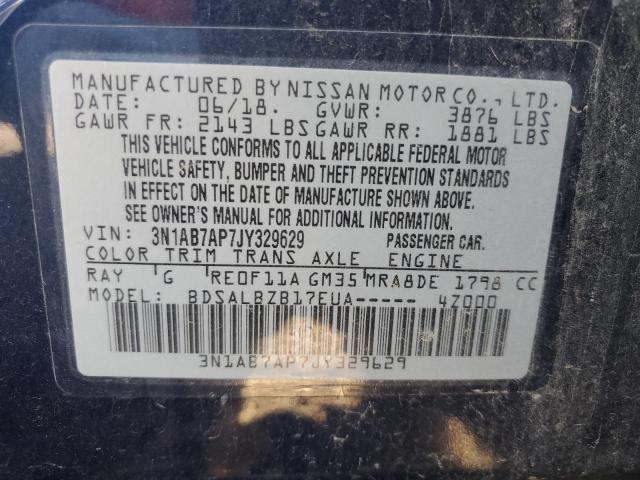 MANUFACTURED BY NISSAN MOTOR CO., LTD.
DATE: 06/18. GVWR: 3876 LBS
GAWR FR: 2143 LBS GAWR RR: 1881 LBS
THIS VEHICLE CONFORMS TO ALL APPLICABLE FEDERAL MOTOR
VEHICLE SAFETY, BUMPER AND THEFT PREVENTION STANDARDS
IN EFFECT ON THE DATE OF MANUFACTURE SHOWN ABOVE.
SEE OWNER'S MANUAL FOR ADDITIONAL INFORMATION.
VIN: 3N1AB7AP7JY329629 PASSENGER CAR.
COLOR TRIM TRANS AXLE ENGINE
RAY G RE0F11A GM35 MRA8DE 1798 CC
MODEL: BDSALBZB17EUA----- 4Z000
3N1AB7AP7JY329629